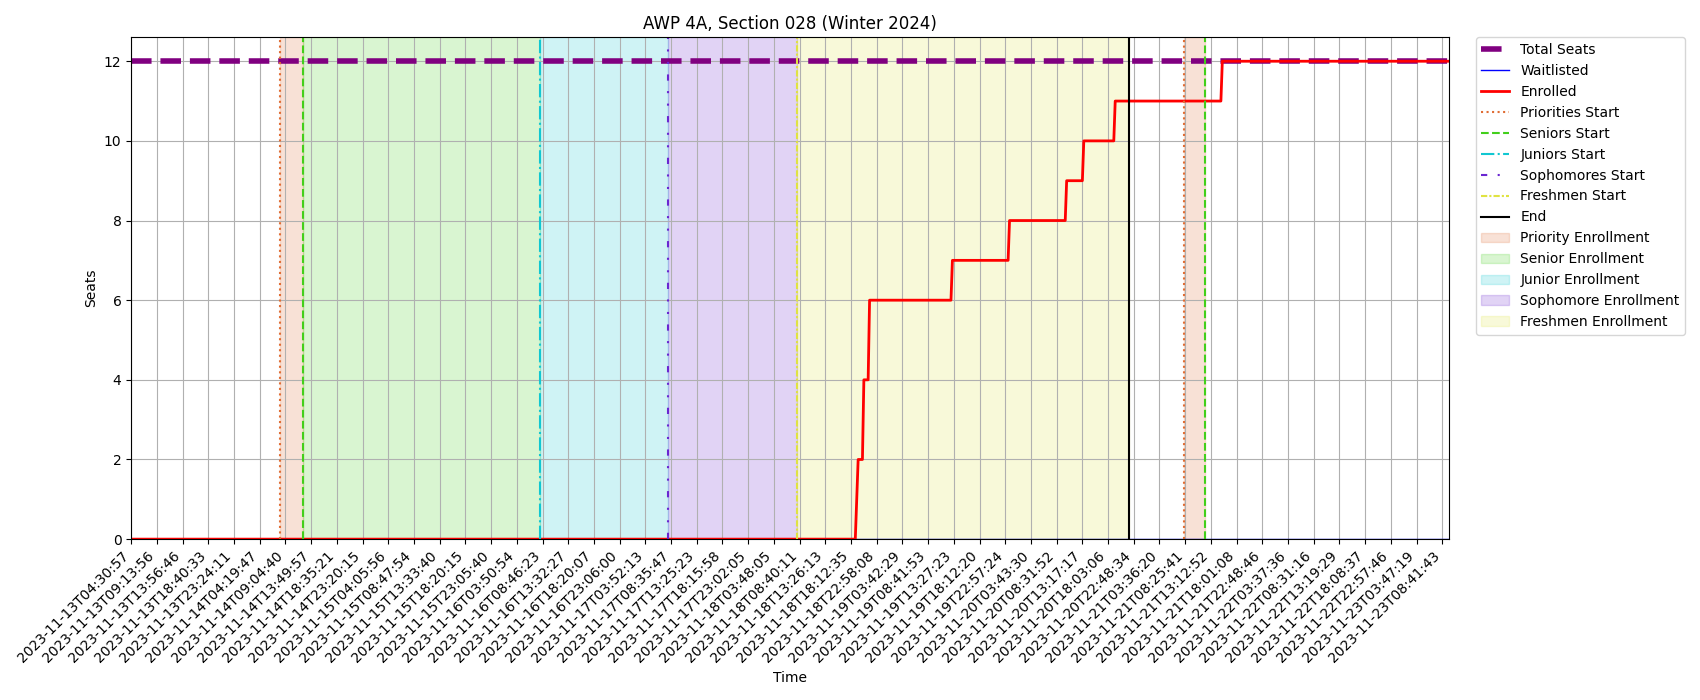 AWP 4A, Section 028 (Winter 2024)
12
10
8
6
4
2
0
Seats
2023-11-13T04:30:57
2023-11-13T09:13:56
2023-11-13T13:56:46
2023-11-13T18:40:33
2023-11-13T23:24:11
2023-11-14T04:19:47
2023-11-14T09:04:40
2023-11-14T13:49:57
2023-11-14T18:35:21
2023-11-14T23:20:15
2023-11-15T04:05:56
2023-11-15T08:47:54
2023-11-15T13:33:40
2023-11-15T18:20:15
2023-11-15T23:05:40
2023-11-16T03:50:54
2023-11-16T08:46:23
2023-11-16T13:32:27
2023-11-16T18:20:07
2023-11-16T23:06:00
2023-11-17T03:52:13
2023-11-17T08:35:47
2023-11-17T13:25:23
2023-11-17T18:15:58
2023-11-17T23:02:05
2023-11-18T03:48:05
2023-11-18T08:40:11
2023-11-18T13:26:13
2023-11-18T18:12:35
2023-11-18T22:58:08
2023-11-19T03:42:29
2023-11-19T08:41:53
2023-11-19T13:27:23
2023-11-19T18:12:20
2023-11-19T22:57:24
2023-11-20T03:43:30
2023-11-20T08:31:52
2023-11-20T13:17:17
2023-11-20T18:03:06
2023-11-20T22:48:34
2023-11-21T03:36:20
2023-11-21T08:25:41
2023-11-21T13:12:52
2023-11-21T18:01:08
2023-11-21T22:48:46
2023-11-22T03:37:36
2023-11-22T08:31:16
2023-11-22T13:19:29
2023-11-22T18:08:37
2023-11-22T22:57:46
2023-11-23T03:47:19
2023-11-23T08:41:43
Time
Total Seats
Waitlisted
Enrolled
Priorities Start
Seniors Start
Juniors Start
Sophomores Start
Freshmen Start
End
Priority Enrollment
Senior Enrollment
Junior Enrollment
Sophomore Enrollment
Freshmen Enrollment